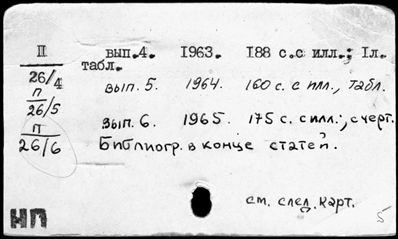 П вып.4. 1963. 188 с.с илл.; 1л.
26/4 табл.
П вып. 5. 1964. 160 с. с илл., табл.
26/5
П вып. 6. 1965. 175 с. с илл., черт.
26/6 Библиогр. в конце статей.
см. след. карт.
НП 5